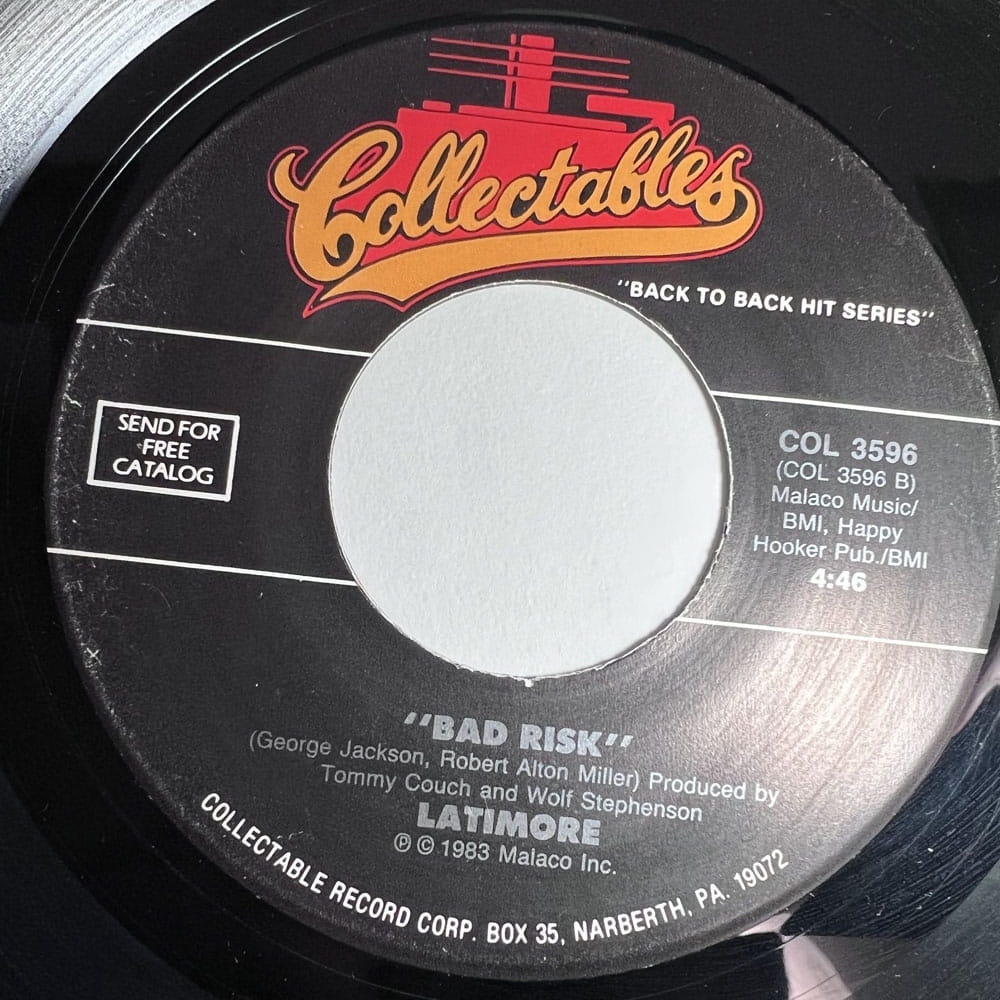 Collectables
"BACK TO BACK HIT SERIES"
SEND FOR
FREE
CATALOG
COL 3596
(COL 3596 B)
Malaco Music/
BMI, Happy
Hooker Pub./BMI
4:46
"BAD RISK"
(George Jackson, Robert Alton Miller) Produced by
Tommy Couch and Wolf Stephenson
LATIMORE
℗ © 1983 Malaco Inc.
COLLECTABLE RECORD CORP. BOX 35, NARBERTH, PA. 19072